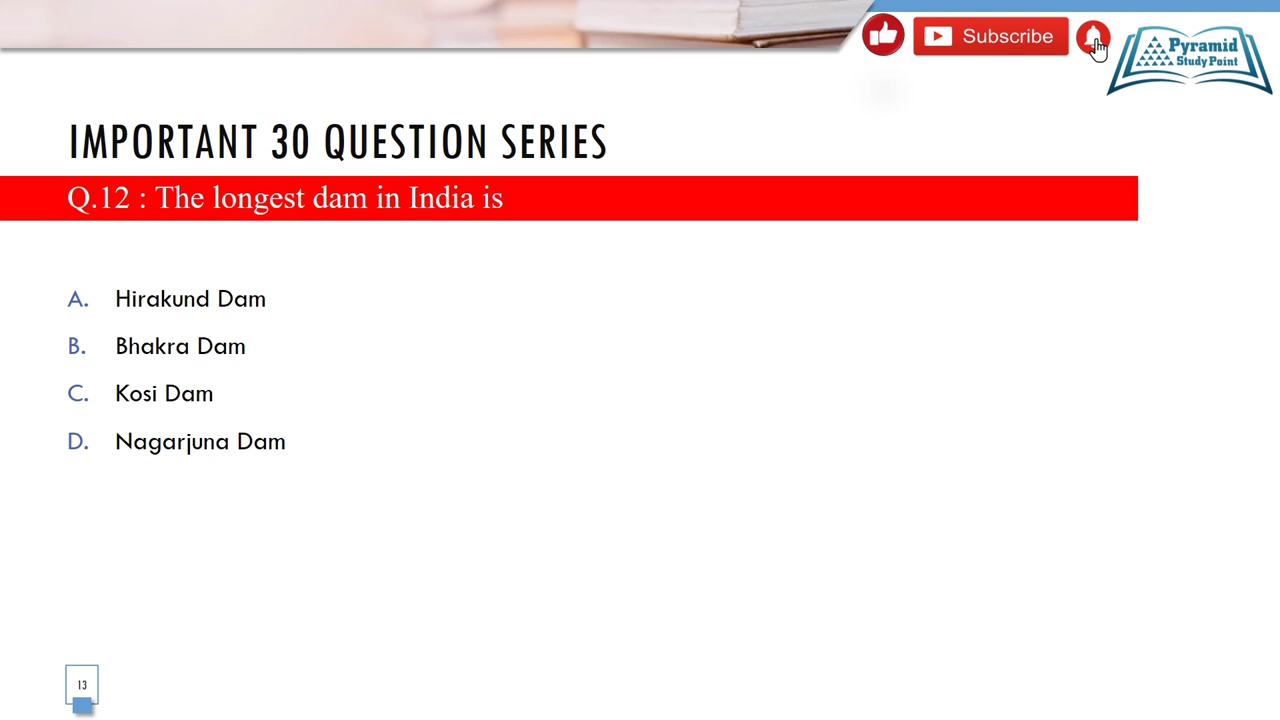 Subscribe
Pyramid
Study Point
IMPORTANT 30 QUESTION SERIES
Q.12 : The longest dam in India is
A. Hirakund Dam
B. Bhakra Dam
C. Kosi Dam
D. Nagarjuna Dam
13